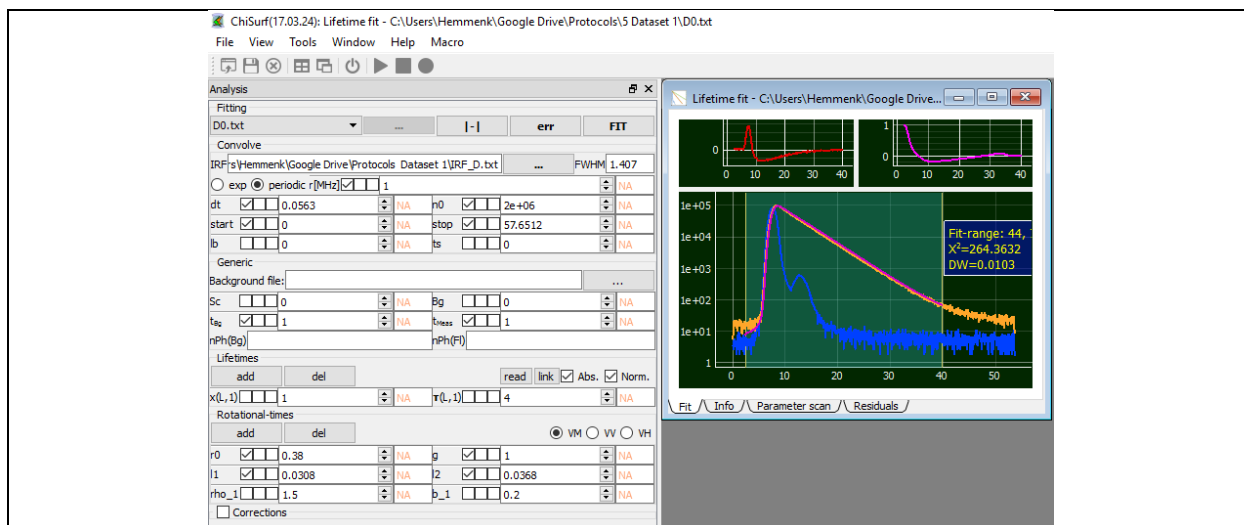 ChiSurf(17.03.24): Lifetime fit - C:\Users\Hemmenk\Google Drive\Protocols\5 Dataset 1\D0.txt
File View Tools Window Help Macro
Analysis
Fitting
D0.txt ... |-| err FIT
Convolve
IRF :s\Hemmenk\Google Drive\Protocols Dataset 1\IRF_D.txt ... FWHM 1.407
exp periodic r[MHz] 1 NA
dt 0.0563 NA n0 2e+06 NA
start 0 NA stop 57.6512 NA
lb 0 NA ts 0 NA
Generic
Background file: ...
Sc 0 NA Bg 0 NA
tBg 1 NA tMeas 1 NA
nPh(Bg) nPh(Fl)
Lifetimes
add del read link Abs. Norm.
x(L,1) 1 NA τ(L,1) 4 NA
Rotational-times
add del VM VV VH
r0 0.38 NA g 1 NA
l1 0.0308 NA l2 0.0368 NA
rho_1 1.5 NA b_1 0.2 NA
Corrections
Lifetime fit - C:\Users\Hemmenk\Google Drive...
0
0 10 20 30 40
1
0
0 10 20 30 40
1e+05
1e+04
1e+03
1e+02
1e+01
1
0 10 20 30 40 50
Fit-range: 44,
X²=264.3632
DW=0.0103
Fit Info Parameter scan Residuals